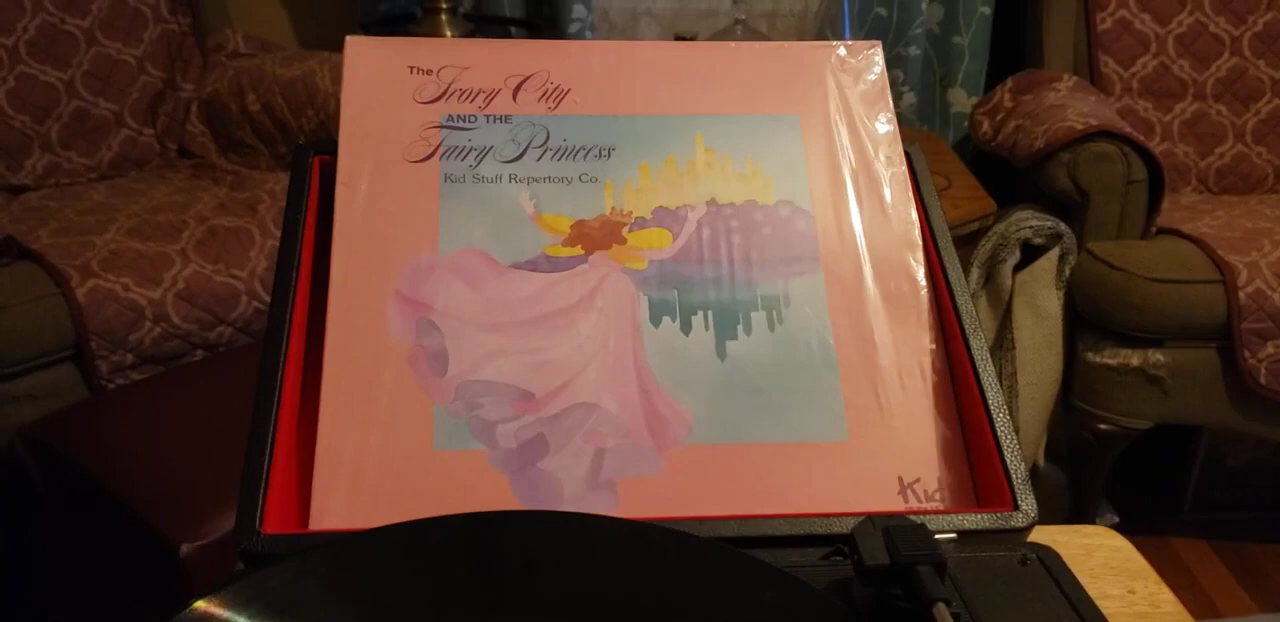 The Ivory City
AND THE
Fairy Princess
Kid Stuff Repertory Co.
Kid